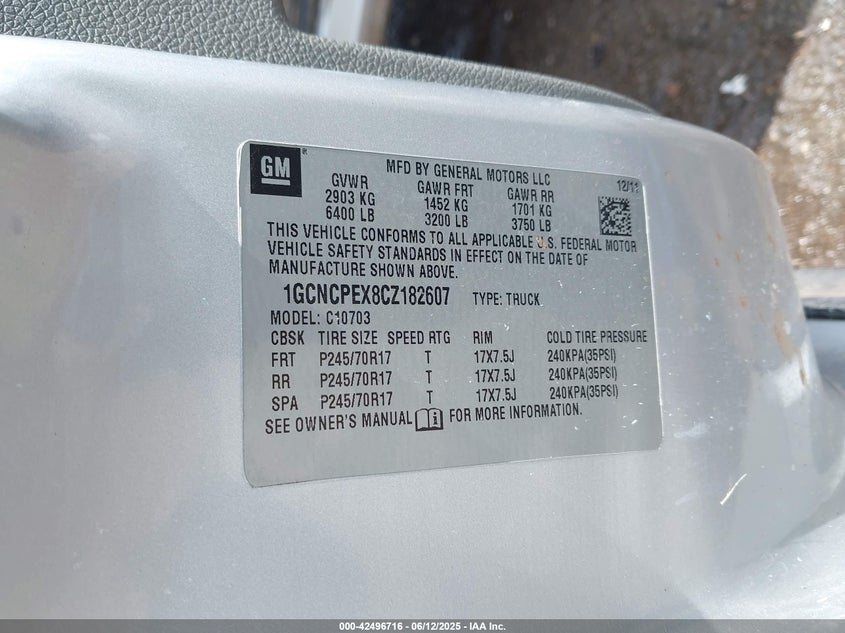 GM
MFD BY GENERAL MOTORS LLC
12/11
GVWR GAWR FRT GAWR RR
2903 KG 1452 KG 1701 KG
6400 LB 3200 LB 3750 LB
THIS VEHICLE CONFORMS TO ALL APPLICABLE U.S. FEDERAL MOTOR
VEHICLE SAFETY STANDARDS IN EFFECT ON THE DATE OF
MANUFACTURE SHOWN ABOVE.
1GCNCPEX8CZ182607 TYPE: TRUCK
MODEL: C10703
CBSK TIRE SIZE SPEED RTG RIM COLD TIRE PRESSURE
FRT P245/70R17 T 17X7.5J 240KPA(35PSI)
RR P245/70R17 T 17X7.5J 240KPA(35PSI)
SPA P245/70R17 T 17X7.5J 240KPA(35PSI)
SEE OWNER'S MANUAL i FOR MORE INFORMATION.
000-42496716 - 06/12/2025 - IAA Inc.